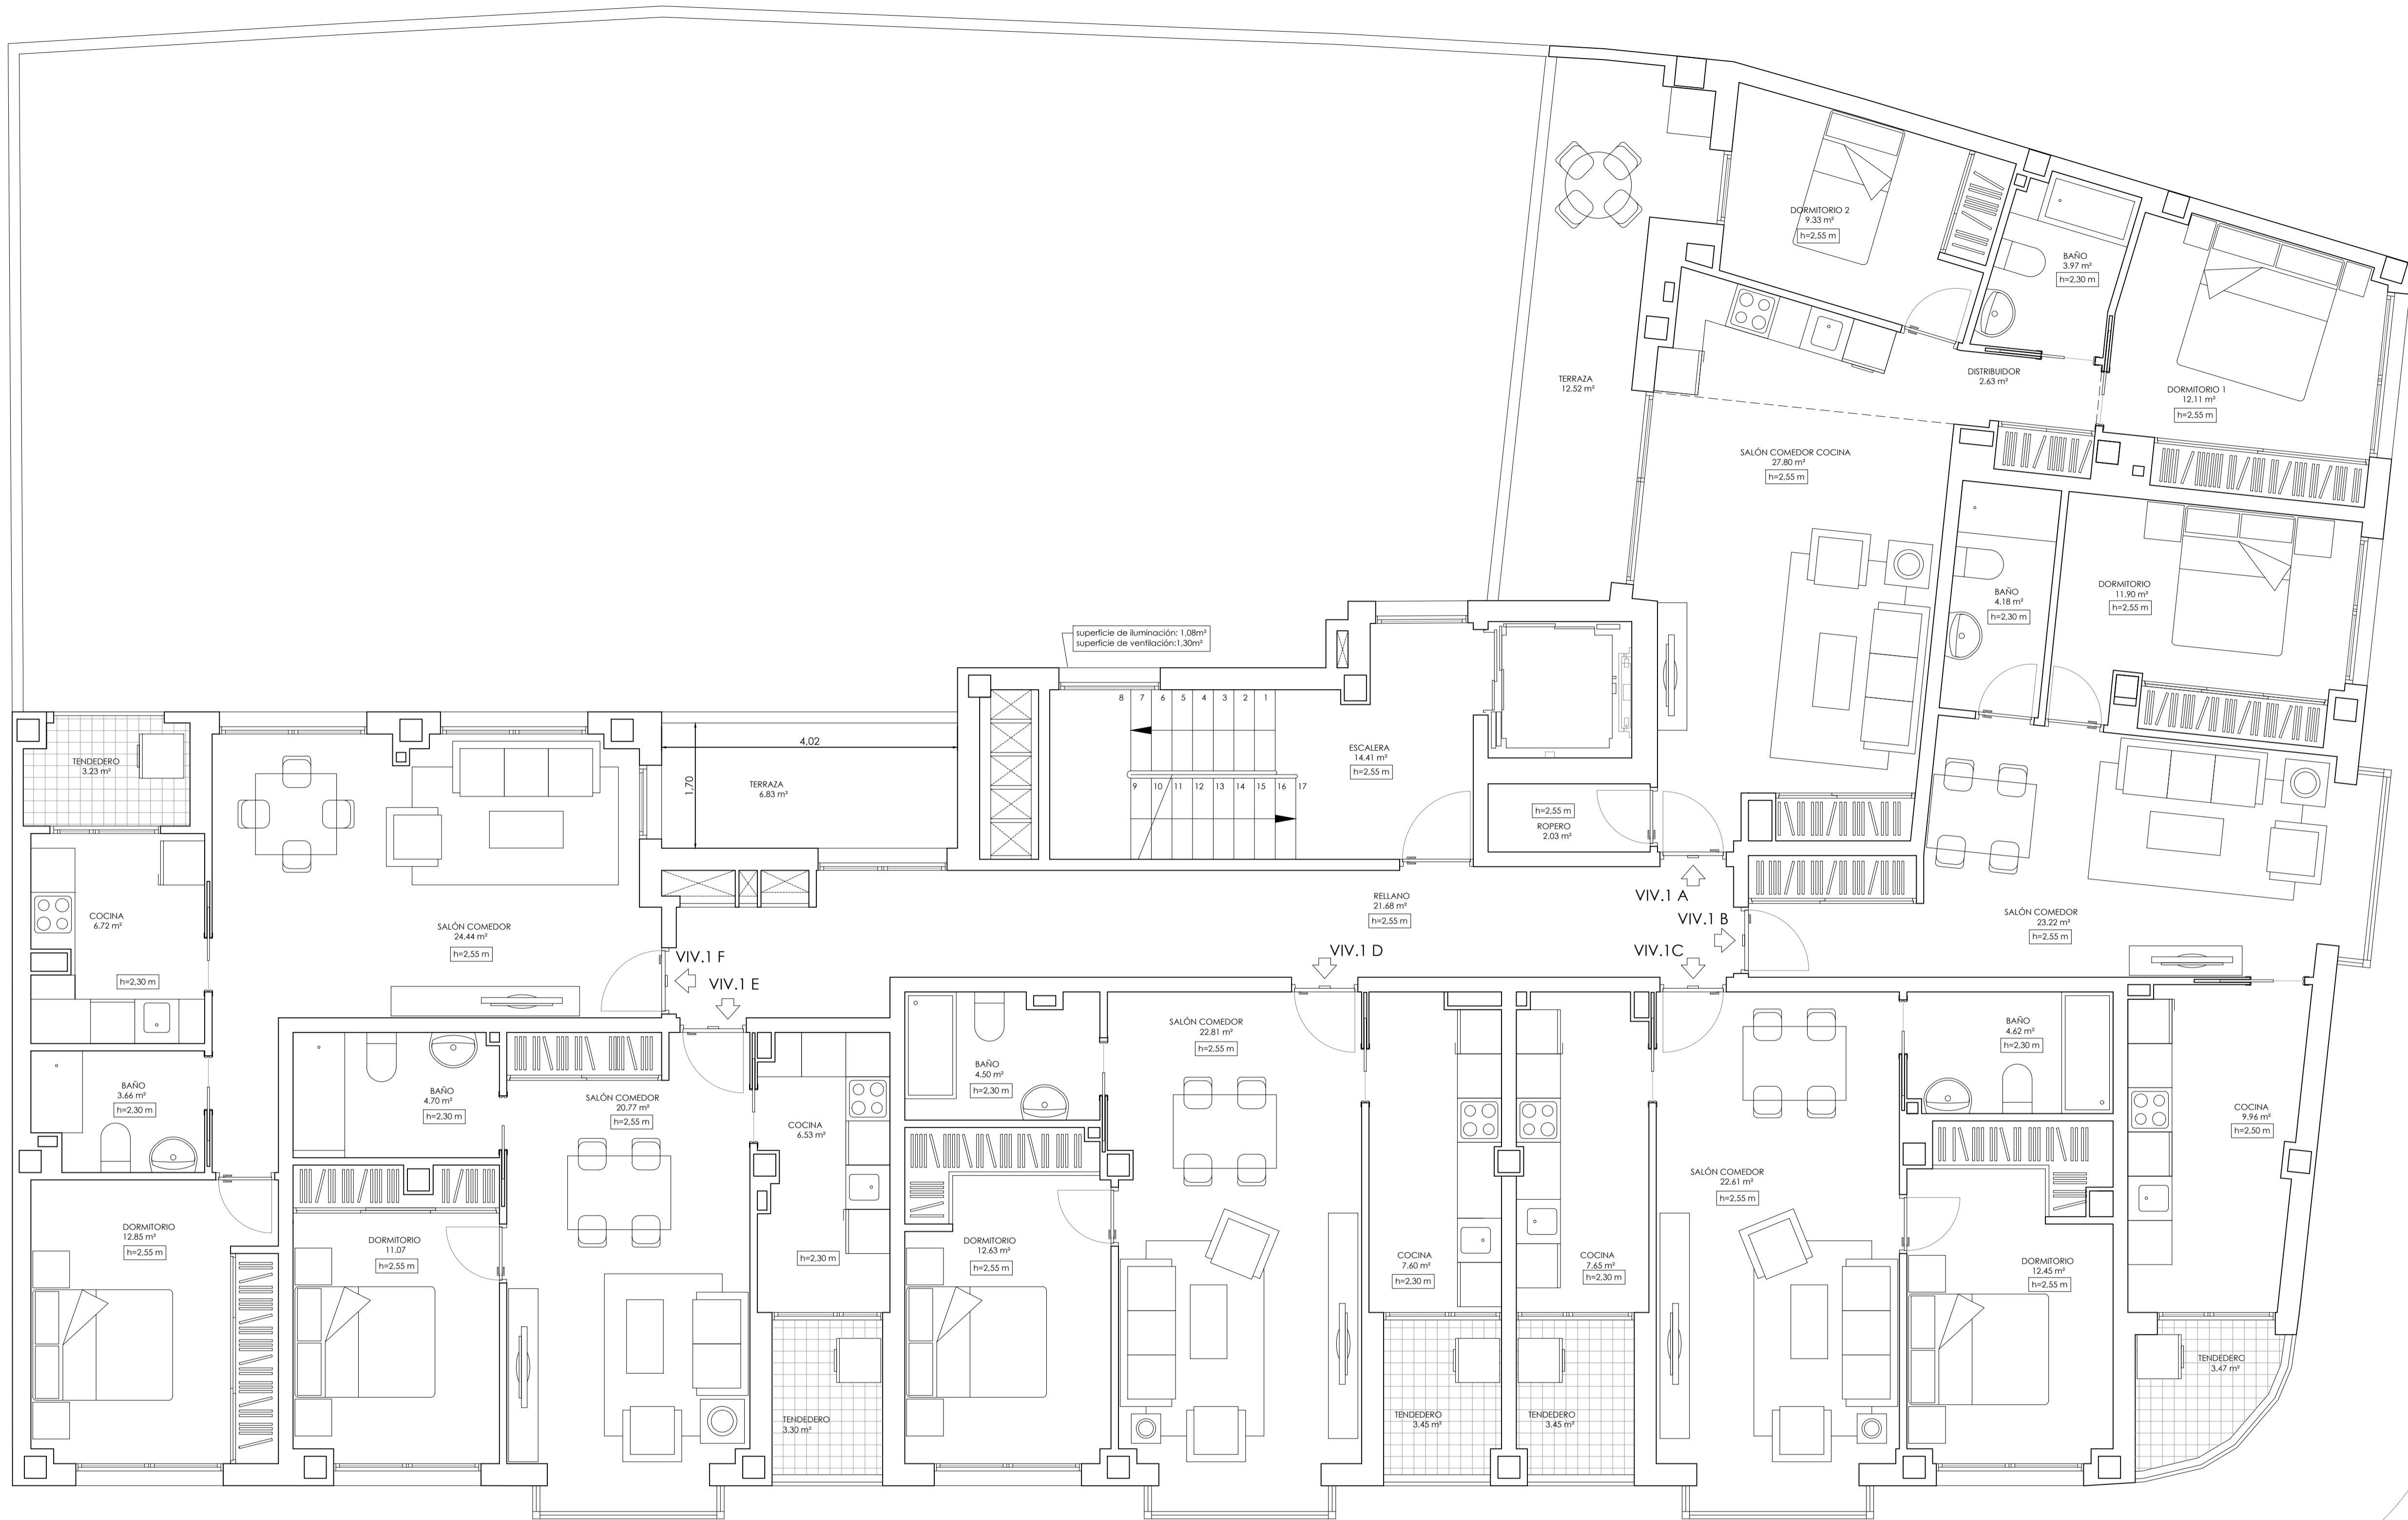 DORMITORIO 2
9.33 m²
h=2,55 m
BAÑO
3.97 m²
h=2,30 m
TERRAZA
12.52 m²
DISTRIBUIDOR
2.63 m²
DORMITORIO 1
12.11 m²
h=2,55 m
SALÓN COMEDOR COCINA
27.80 m²
h=2,55 m
BAÑO
4.18 m²
h=2,30 m
DORMITORIO
11.90 m²
h=2,55 m
superficie de iluminación: 1,08m²
superficie de ventilación:1,30m²
8 7 6 5 4 3 2 1
9 10 11 12 13 14 15 16 17
ESCALERA
14.41 m²
h=2,55 m
4,02
1,70
TERRAZA
6.83 m²
TENDEDERO
3.23 m²
h=2,55 m
ROPERO
2.03 m²
RELLANO
21.68 m²
h=2,55 m
VIV.1 A
VIV.1 B
VIV.1C
VIV.1 D
VIV.1 F
VIV.1 E
SALÓN COMEDOR
23.22 m²
h=2,55 m
COCINA
6.72 m²
h=2,30 m
SALÓN COMEDOR
24.44 m²
h=2,55 m
BAÑO
3.66 m²
h=2,30 m
BAÑO
4.70 m²
h=2,30 m
SALÓN COMEDOR
20.77 m²
h=2,55 m
COCINA
6.53 m²
h=2,30 m
BAÑO
4.50 m²
h=2,30 m
SALÓN COMEDOR
22.81 m²
h=2,55 m
BAÑO
4.62 m²
h=2,30 m
COCINA
9.96 m²
h=2,50 m
SALÓN COMEDOR
22.61 m²
h=2,55 m
DORMITORIO
12.85 m²
h=2,55 m
DORMITORIO
11.07
h=2,55 m
DORMITORIO
12.63 m²
h=2,55 m
COCINA
7.60 m²
h=2,30 m
COCINA
7.65 m²
h=2,30 m
DORMITORIO
12.45 m²
h=2,55 m
TENDEDERO
3.47 m²
TENDEDERO
3.30 m²
TENDEDERO
3.45 m²
TENDEDERO
3.45 m²